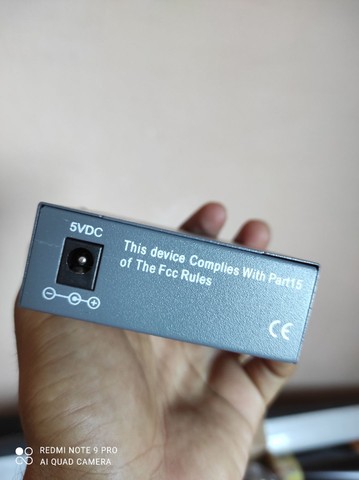 5VDC
This device Complies With Part15
of The Fcc Rules
CE
REDMI NOTE 9 PRO
AI QUAD CAMERA